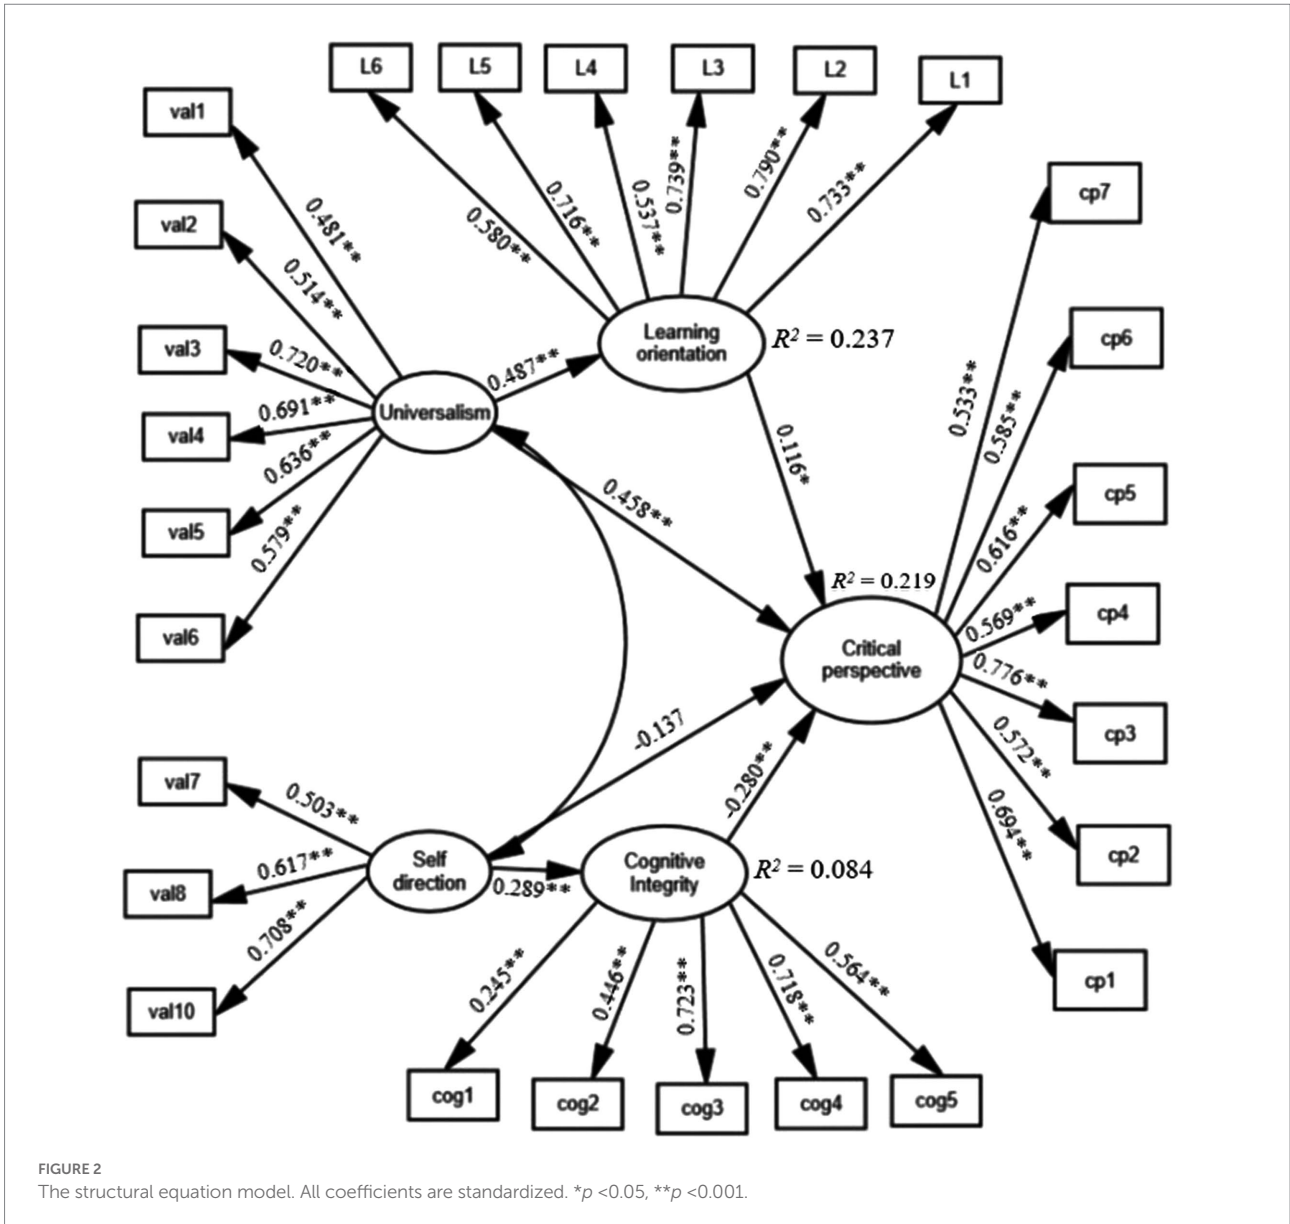 L6
L5
L4
L3
L2
L1
val1
val2
val3
val4
val5
val6
val7
val8
val10
cp7
cp6
cp5
cp4
cp3
cp2
cp1
cog1
cog2
cog3
cog4
cog5
0.580**
0.716**
0.537**
0.739**
0.790**
0.733**
0.481**
0.514**
0.720**
0.691**
0.636**
0.579**
Universalism
0.487**
Learning
orientation
R² = 0.237
0.116*
0.458**
0.533**
0.585**
0.616**
0.569**
0.776**
0.572**
0.694**
R² = 0.219
Critical
perspective
-0.137
-0.280**
0.503**
0.617**
0.708**
Self
direction
0.289**
Cognitive
Integrity
R² = 0.084
0.245**
0.446**
0.723**
0.718**
0.564**
FIGURE 2
The structural equation model. All coefficients are standardized. *p <0.05, **p <0.001.